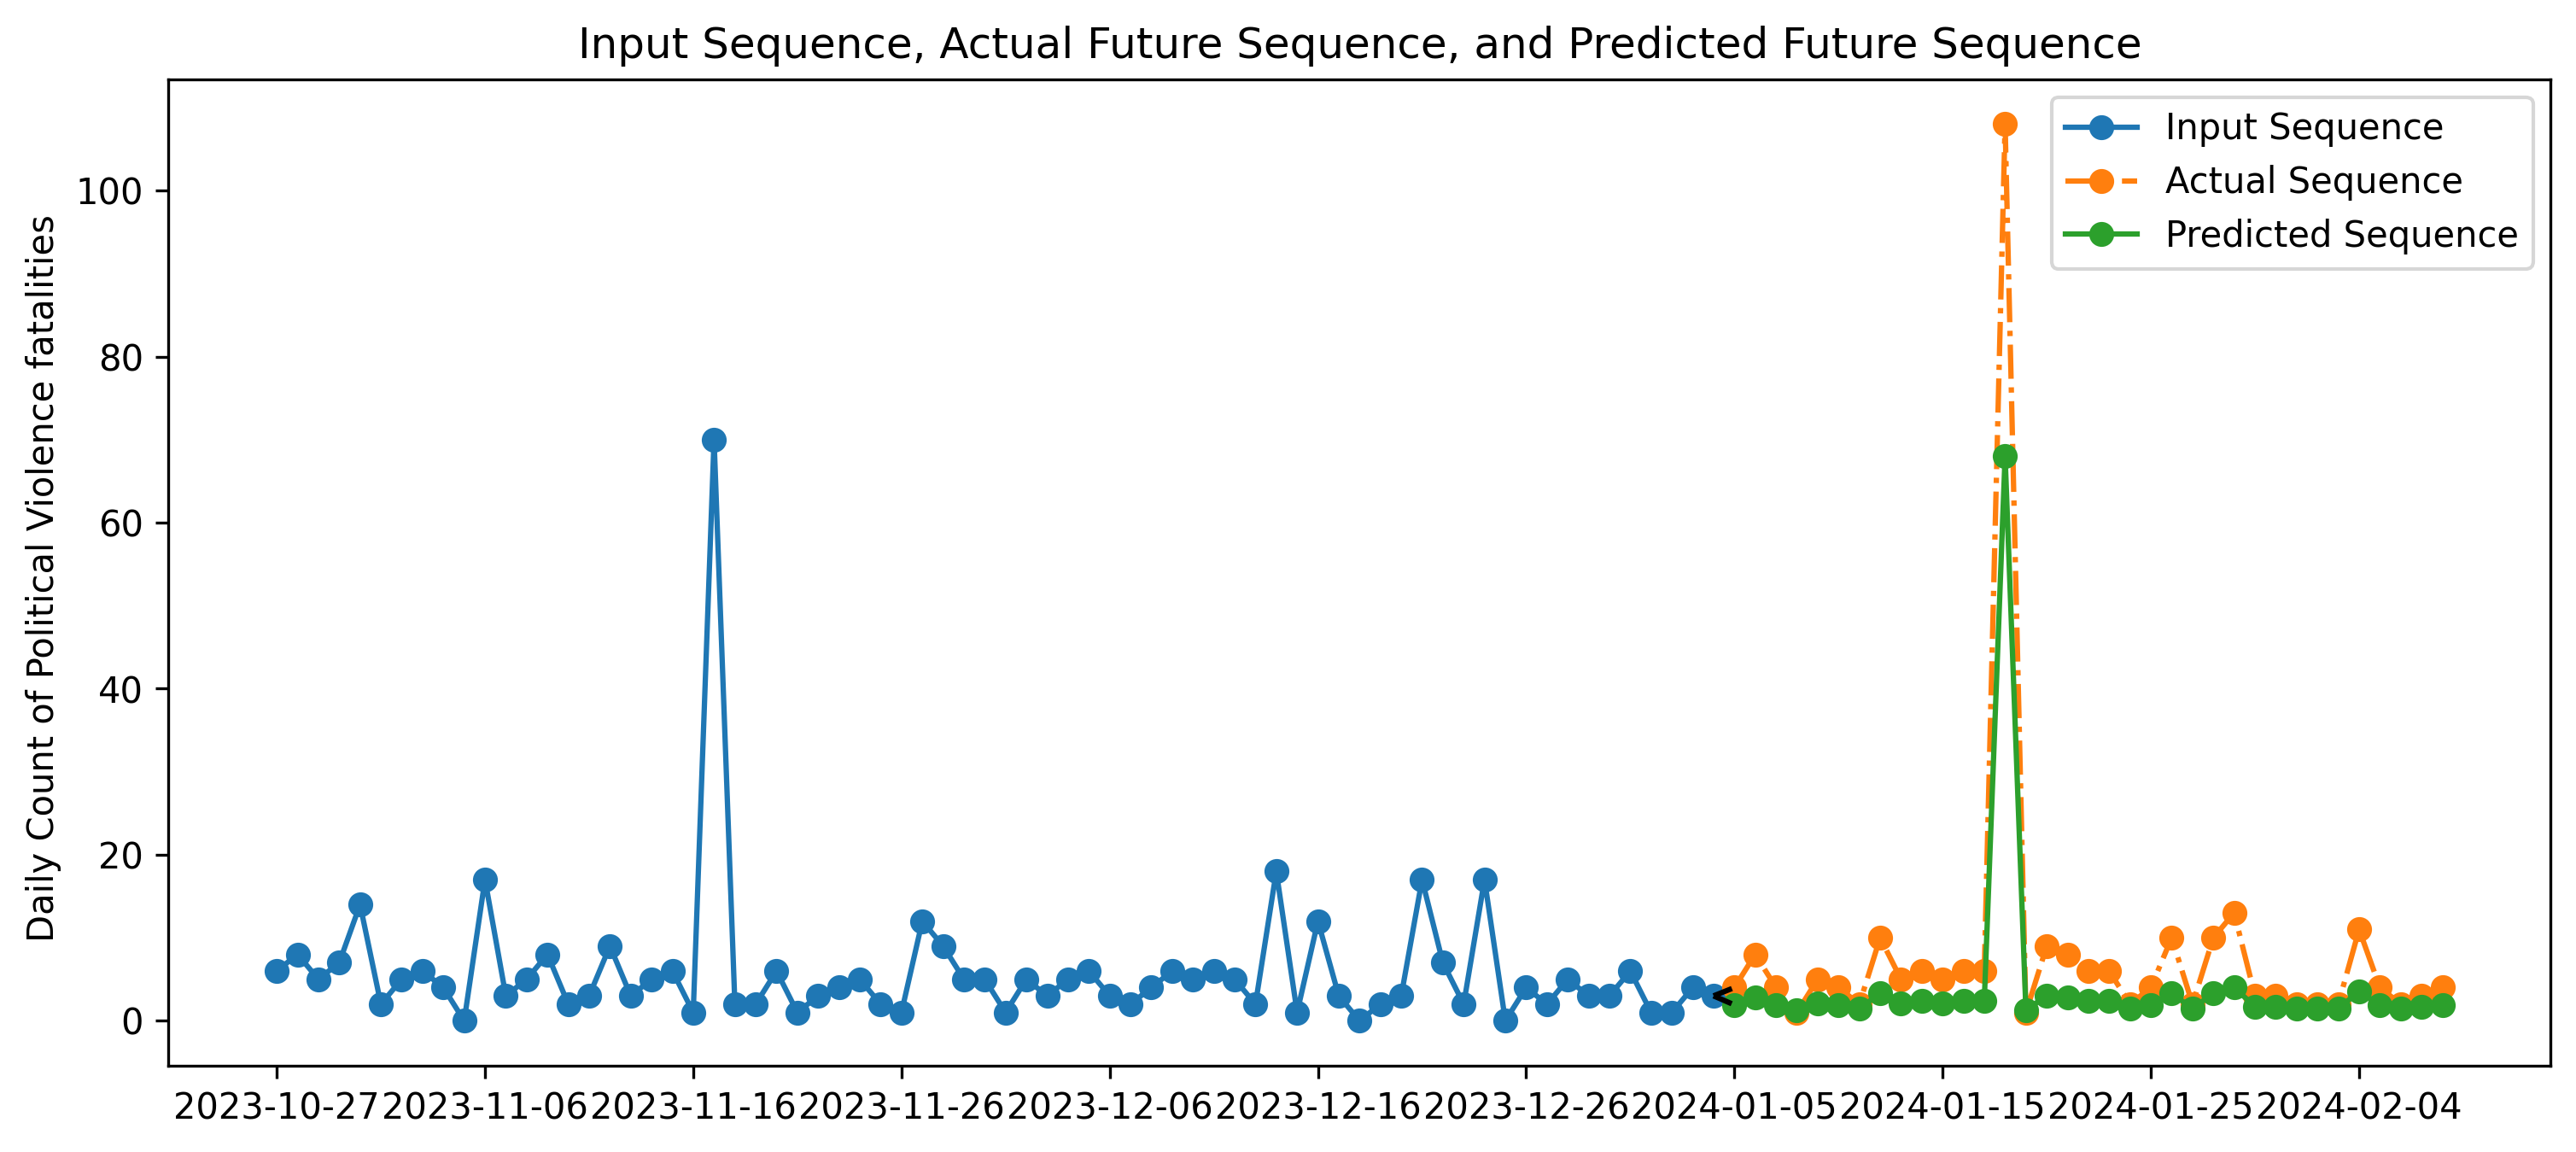 Input Sequence, Actual Future Sequence, and Predicted Future Sequence
Daily Count of Political Violence fatalities
100
80
60
40
20
0
Input Sequence
Actual Sequence
Predicted Sequence
2023-10-27 2023-11-06 2023-11-16 2023-11-26 2023-12-06 2023-12-16 2023-12-26 2024-01-05 2024-01-15 2024-01-25 2024-02-04